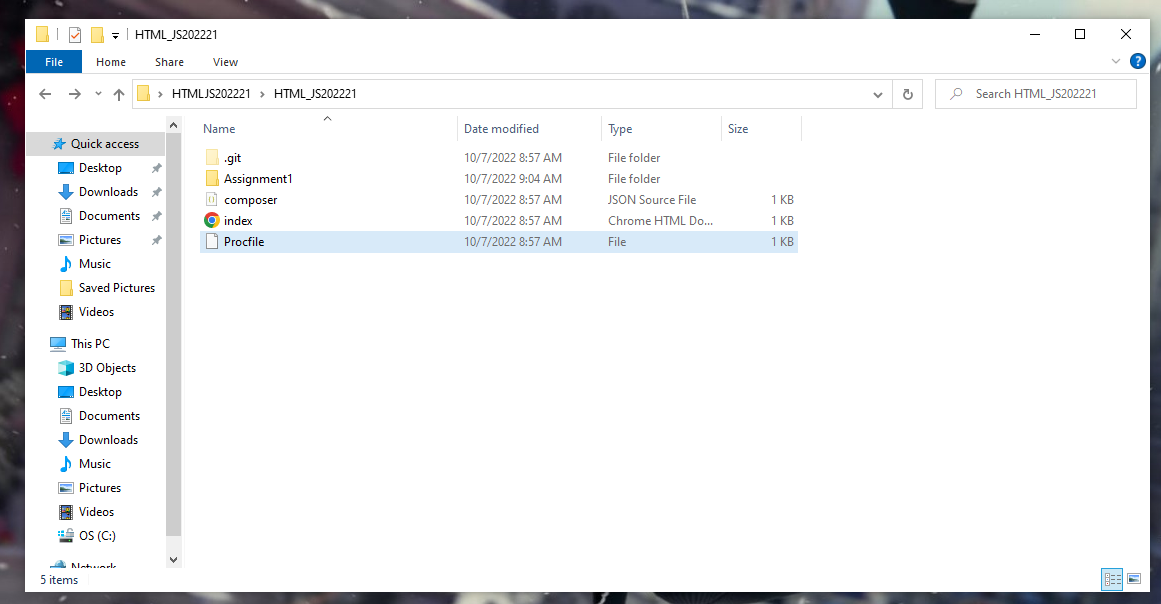 HTML_JS202221
File Home Share View
HTMLJS202221 HTML_JS202221 Search HTML_JS202221
Name Date modified Type Size
.git 10/7/2022 8:57 AM File folder
Assignment1 10/7/2022 9:04 AM File folder
composer 10/7/2022 8:57 AM JSON Source File 1 KB
index 10/7/2022 8:57 AM Chrome HTML Do... 1 KB
Procfile 10/7/2022 8:57 AM File 1 KB
Quick access
Desktop
Downloads
Documents
Pictures
Music
Saved Pictures
Videos
This PC
3D Objects
Desktop
Documents
Downloads
Music
Pictures
Videos
OS (C:)
Network
5 items